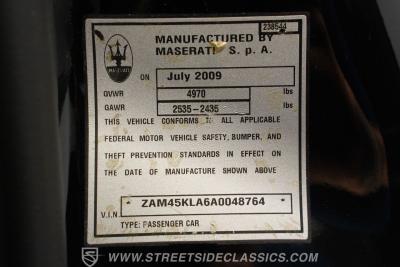 238544
MANUFACTURED BY
MASERATI S. p A.
MASERATI
ON July 2009
GVWR 4970 lbs
GAWR 2535-2435 lbs
THIS VEHICLE CONFORMS TO ALL APPLICABLE
FEDERAL MOTOR VEHICLE SAFETY, BUMPER, AND
THEFT PREVENTION STANDARDS IN EFFECT ON
THE DATE OF MANUFACTURE SHOWN ABOVE
V.I.N. ZAM45KLA6A0048764
TYPE: PASSENGER CAR
STREETSIDE CLASSICS
WWW.STREETSIDECLASSICS.COM